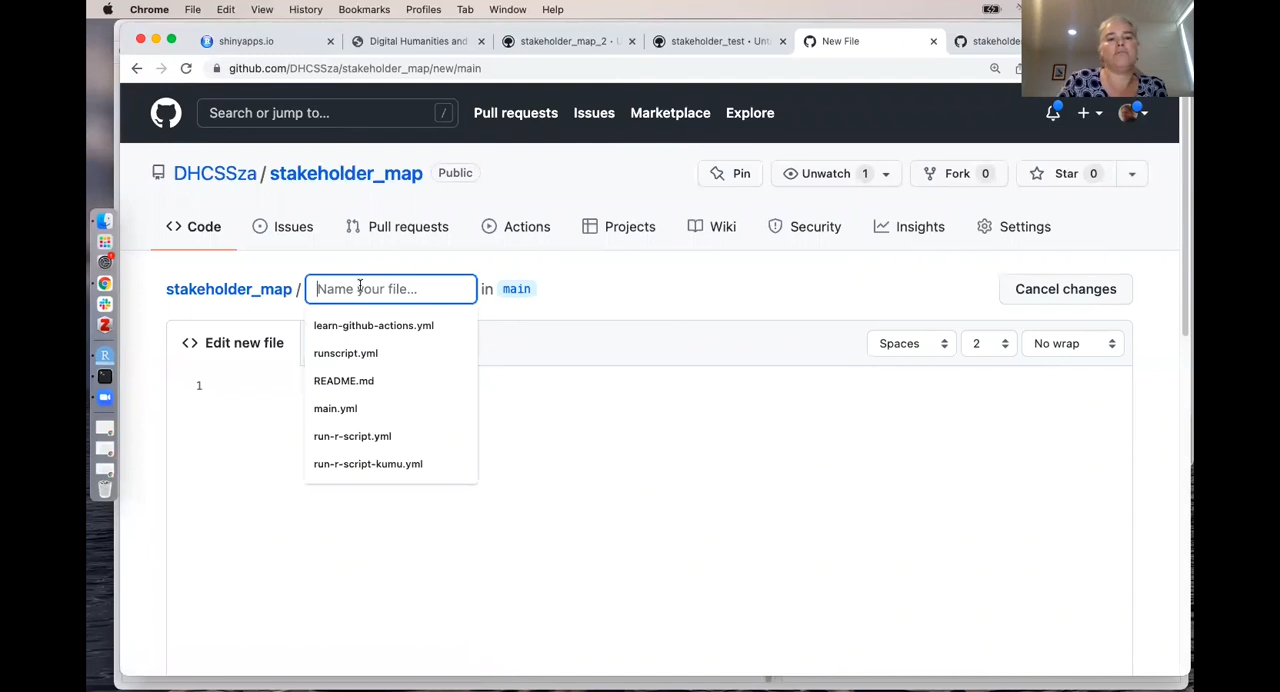 Chrome File Edit View History Bookmarks Profiles Tab Window Help
shinyapps.io Digital Humanities and stakeholder_map_2 · U stakeholder_test · Unt New File stakeholde
github.com/DHCSSza/stakeholder_map/new/main
Search or jump to... / Pull requests Issues Marketplace Explore
DHCSSza / stakeholder_map Public Pin Unwatch 1 Fork 0 Star 0
Code Issues Pull requests Actions Projects Wiki Insights Security Settings
stakeholder_map / Name your file... in main Cancel changes
learn-github-actions.yml
Edit new file Spaces 2 No wrap
runscript.yml
README.md
1
main.yml
run-r-script.yml
run-r-script-kumu.yml